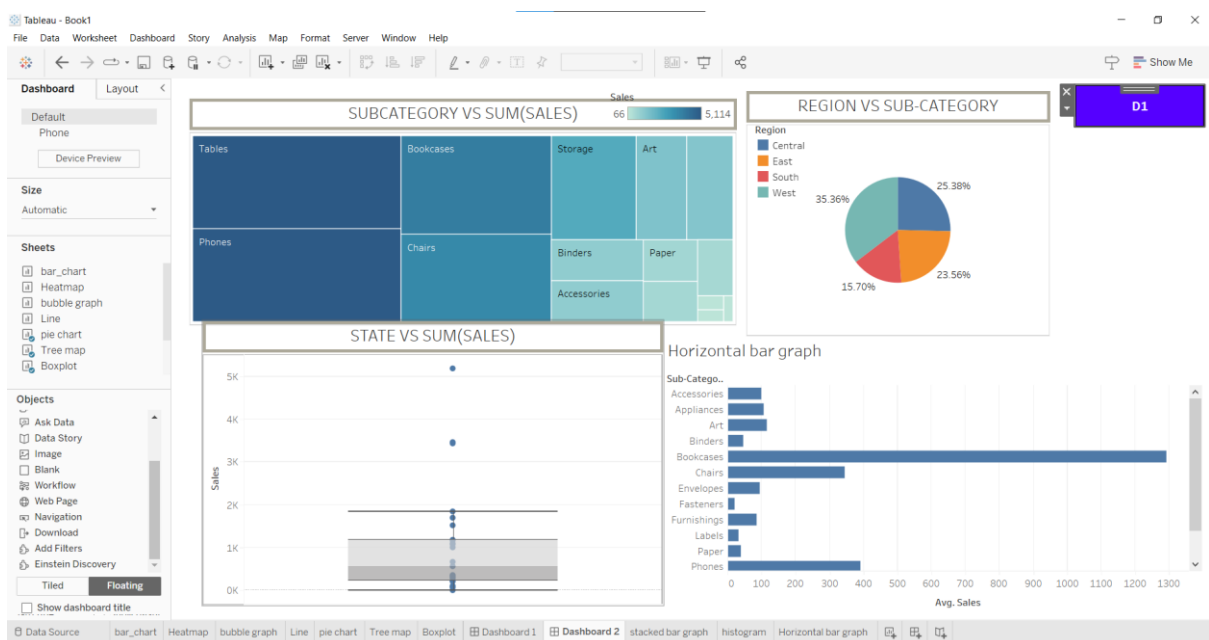 Tableau - Book1
File Data Worksheet Dashboard Story Analysis Map Format Server Window Help
Show Me
Dashboard Layout
Default
Phone
Device Preview
Size
Automatic
Sheets
bar_chart
Heatmap
bubble graph
Line
pie chart
Tree map
Boxplot
Objects
Ask Data
Data Story
Image
Blank
Workflow
Web Page
Navigation
Download
Add Filters
Einstein Discovery
Tiled Floating
Show dashboard title
SUBCATEGORY VS SUM(SALES)
Sales
66 5,114
Tables
Bookcases
Storage
Art
Phones
Chairs
Binders
Paper
Accessories
REGION VS SUB-CATEGORY
Region
Central
East
South
West
35.36%
25.38%
23.56%
15.70%
D1
STATE VS SUM(SALES)
Sales
5K
4K
3K
2K
1K
0K
Horizontal bar graph
Sub-Catego..
Accessories
Appliances
Art
Binders
Bookcases
Chairs
Envelopes
Fasteners
Furnishings
Labels
Paper
Phones
0 100 200 300 400 500 600 700 800 900 1000 1100 1200 1300
Avg. Sales
Data Source bar_chart Heatmap bubble graph Line pie chart Tree map Boxplot Dashboard 1 Dashboard 2 stacked bar graph histogram Horizontal bar graph